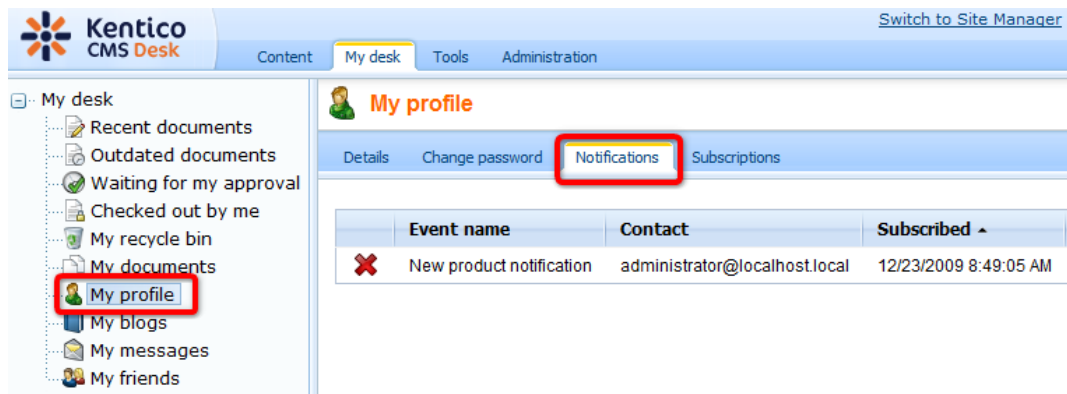 Kentico
CMS Desk
Switch to Site Manager
Content My desk Tools Administration
My desk
Recent documents
Outdated documents
Waiting for my approval
Checked out by me
My recycle bin
My documents
My profile
My blogs
My messages
My friends
My profile
Details Change password Notifications Subscriptions
Event name Contact Subscribed
New product notification administrator@localhost.local 12/23/2009 8:49:05 AM